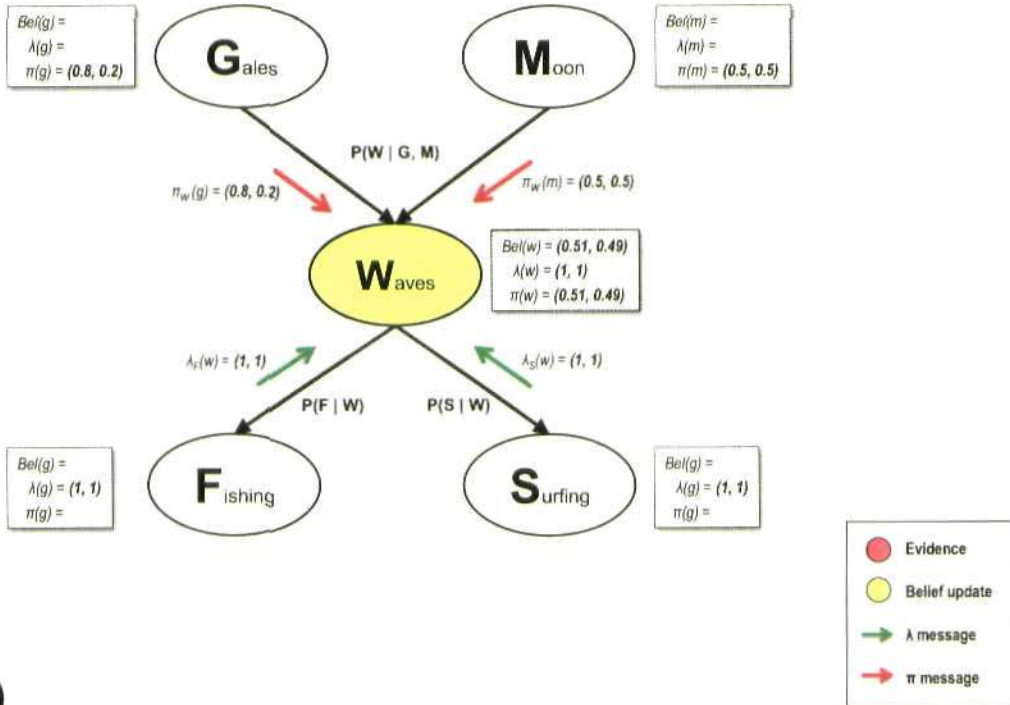 Bel(g) =
λ(g) =
π(g) = (0.8, 0.2)
Gales
Moon
Bel(m) =
λ(m) =
π(m) = (0.5, 0.5)
P(W | G, M)
πW(g) = (0.8, 0.2)
πW(m) = (0.5, 0.5)
Waves
Bel(w) = (0.51, 0.49)
λ(w) = (1, 1)
π(w) = (0.51, 0.49)
λF(w) = (1, 1)
λS(w) = (1, 1)
P(F | W)
P(S | W)
Bel(g) =
λ(g) = (1, 1)
π(g) =
Fishing
Surfing
Bel(g) =
λ(g) = (1, 1)
π(g) =
Evidence
Belief update
λ message
π message